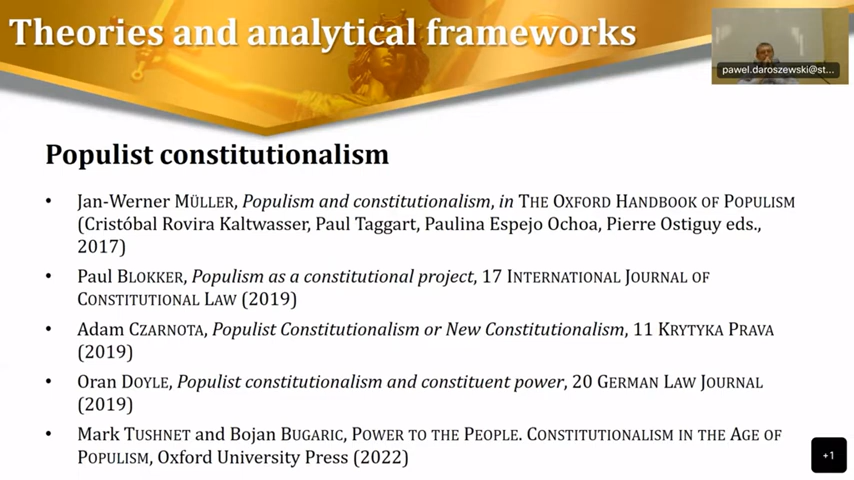 Theories and analytical frameworks
pawel.daroszewski@st...
Populist constitutionalism
• Jan-Werner MÜLLER, Populism and constitutionalism, in THE OXFORD HANDBOOK OF POPULISM
(Cristóbal Rovira Kaltwasser, Paul Taggart, Paulina Espejo Ochoa, Pierre Ostiguy eds.,
2017)
• Paul BLOKKER, Populism as a constitutional project, 17 INTERNATIONAL JOURNAL OF
CONSTITUTIONAL LAW (2019)
• Adam CZARNOTA, Populist Constitutionalism or New Constitutionalism, 11 KRYTYKA PRAWA
(2019)
• Oran DOYLE, Populist constitutionalism and constituent power, 20 GERMAN LAW JOURNAL
(2019)
• Mark TUSHNET and Bojan BUGARIC, POWER TO THE PEOPLE. CONSTITUTIONALISM IN THE AGE OF
POPULISM, Oxford University Press (2022)
+1